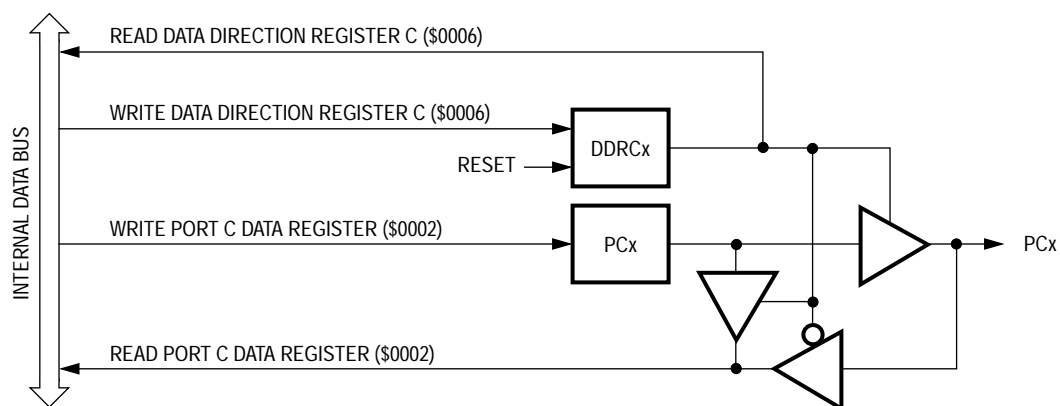 READ DATA DIRECTION REGISTER C ($0006)
WRITE DATA DIRECTION REGISTER C ($0006)
DDRCx
RESET
INTERNAL DATA BUS
WRITE PORT C DATA REGISTER ($0002)
PCx
PCx
READ PORT C DATA REGISTER ($0002)